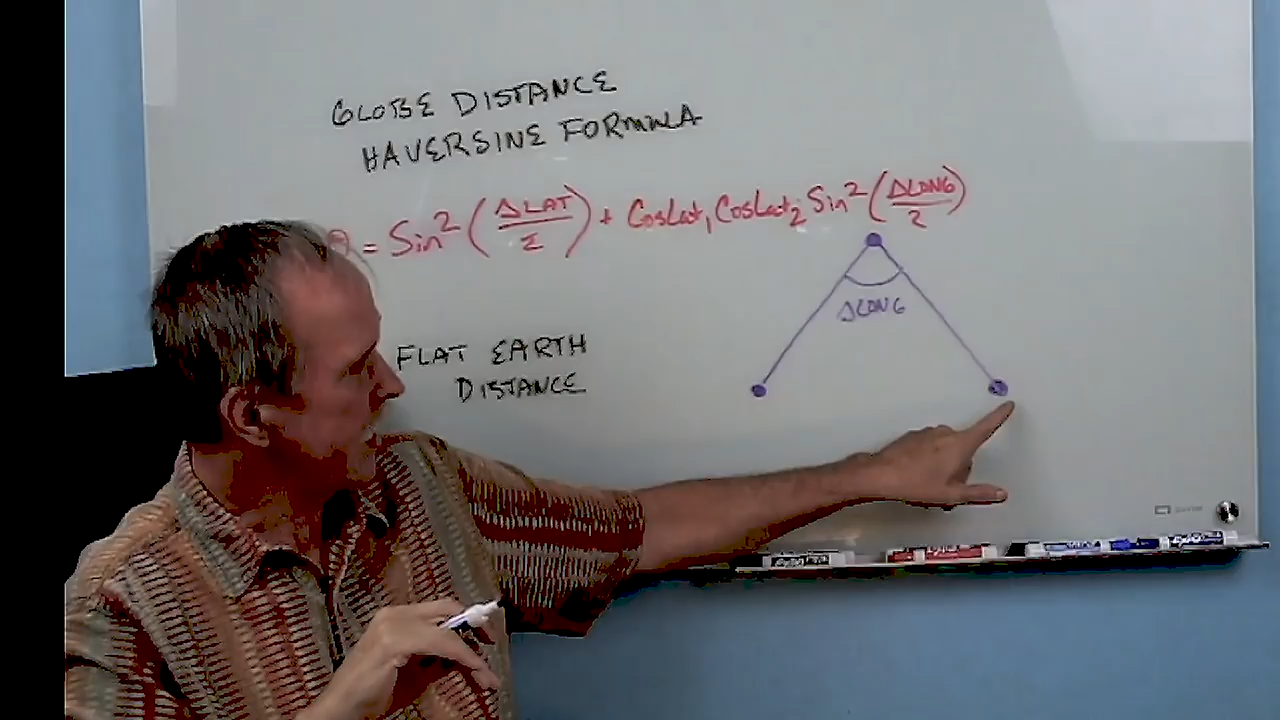 GLOBE DISTANCE
HAVERSINE FORMULA
= Sin² (ΔLAT/2) + CosLat₁ CosLat₂ Sin² (ΔLONG/2)
ΔLONG
FLAT EARTH
DISTANCE